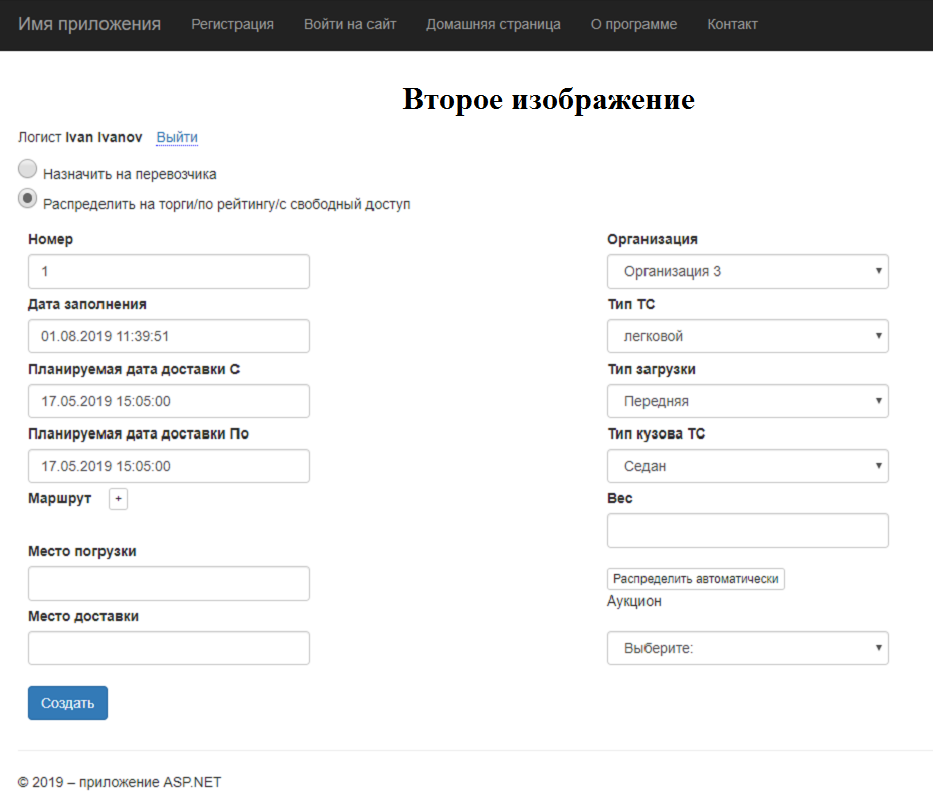 Имя приложения Регистрация Войти на сайт Домашняя страница О программе Контакт
Второе изображение
Логист Ivan Ivanov Выйти
Назначить на перевозчика
Распределить на торги/по рейтингу/с свободный доступ
Номер
1
Дата заполнения
01.08.2019 11:39:51
Планируемая дата доставки С
17.05.2019 15:05:00
Планируемая дата доставки По
17.05.2019 15:05:00
Маршрут +
Место погрузки
Место доставки
Создать
Организация
Организация 3
Тип ТС
легковой
Тип загрузки
Передняя
Тип кузова ТС
Седан
Вес
Распределить автоматически
Аукцион
Выберите:
© 2019 – приложение ASP.NET